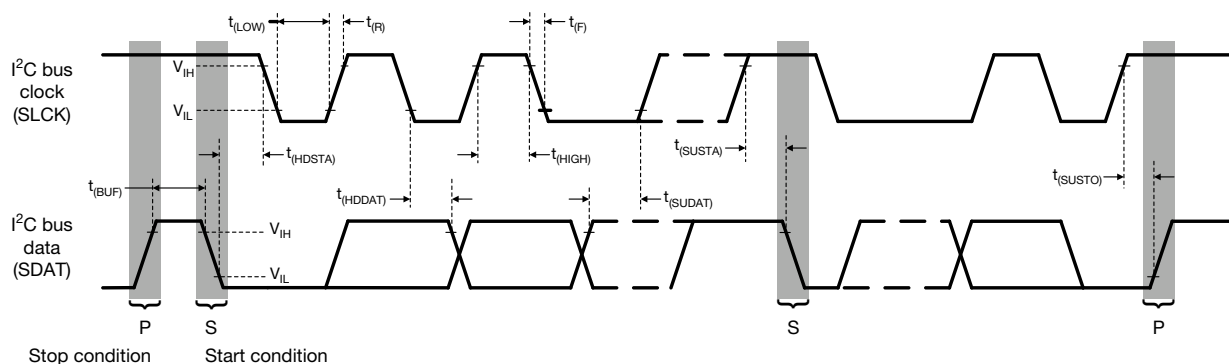 t(LOW)
t(R)
t(F)
I2C bus
clock
(SLCK)
VIH
VIL
t(HDSTA)
t(HIGH)
t(SUSTA)
t(SUSTO)
t(BUF)
t(HDDAT)
t(SUDAT)
I2C bus
data
(SDAT)
VIH
VIL
P
S
S
P
Stop condition
Start condition